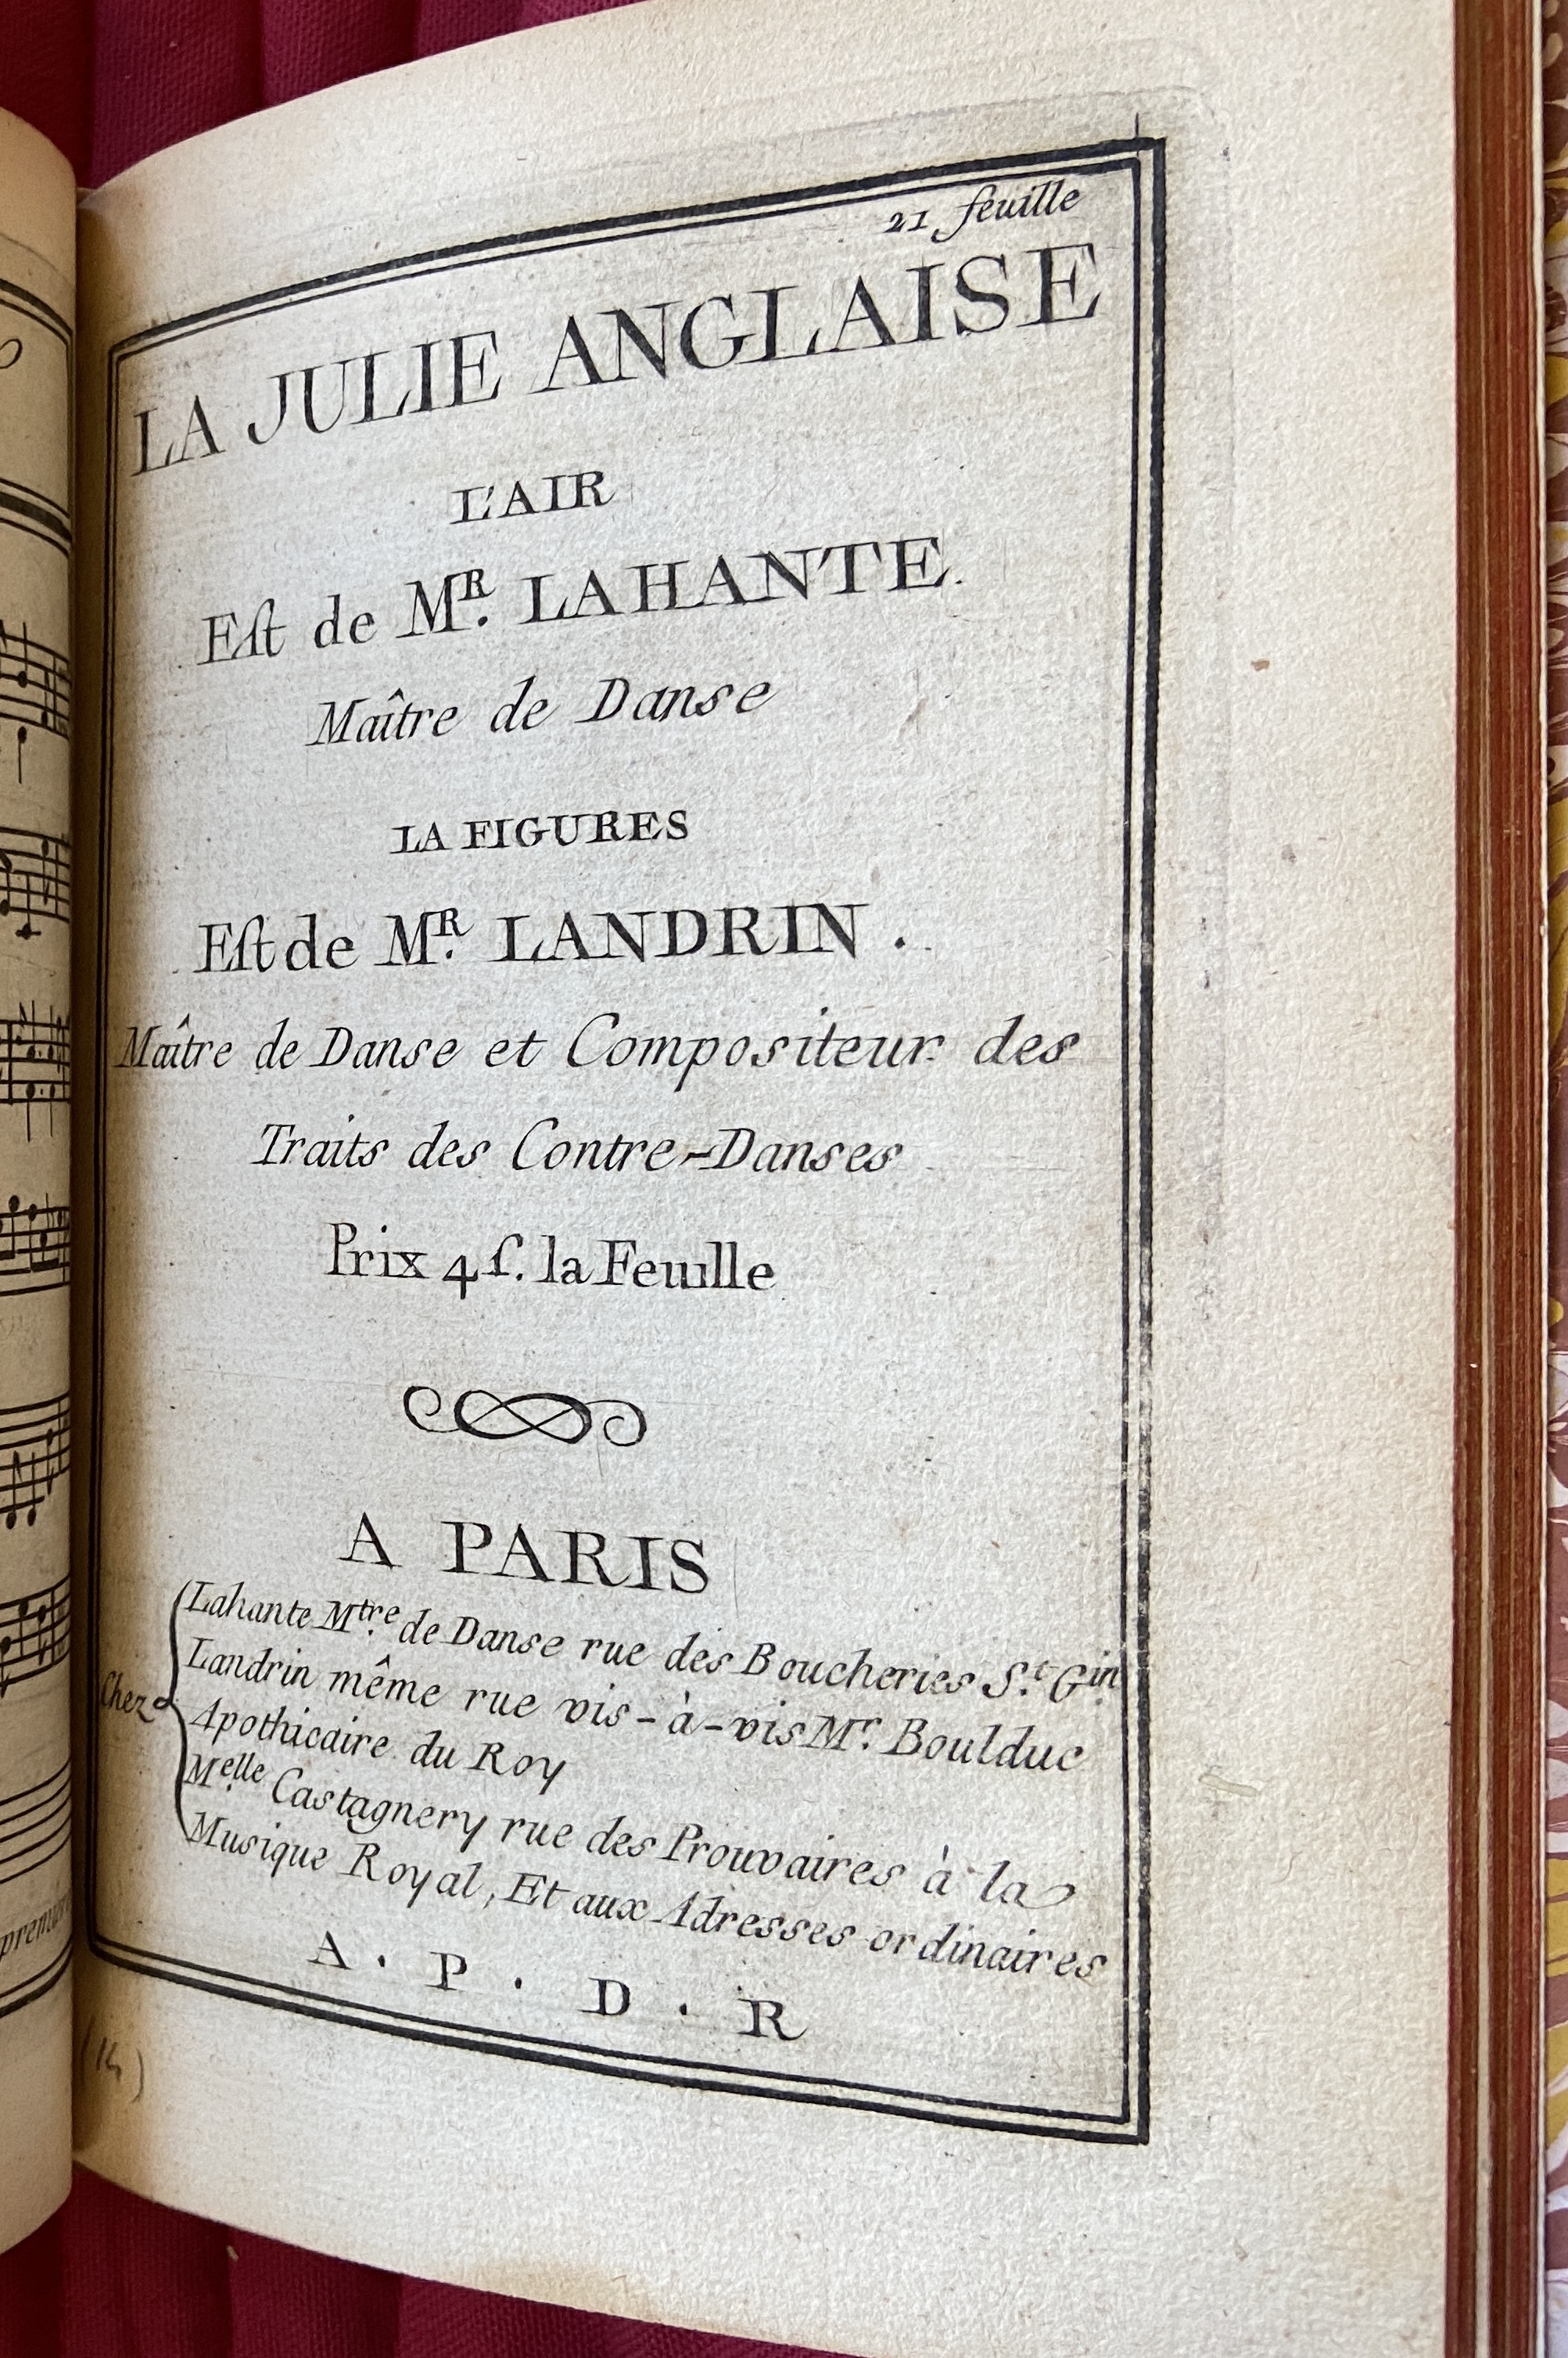 21 feuille
LA JULIE ANGLAISE
L'AIR
Eſt de MR. LAHANTE.
Maître de Danse
LA FIGURES
Eſt de MR. LANDRIN.
Maître de Danse et Compositeur des
Traits des Contre-Danses
Prix 4 ſ. la Feuille
A PARIS
Chez
Lahante Mtre. de Danse rue des Boucheries St. Gin.
Landrin même rue vis-à-vis Mr. Boulduc
Apothicaire du Roy
Melle. Castagnery rue des Prouvaires à la
Musique Royal, Et aux Adresses ordinaires
A. P. D. R
(14)